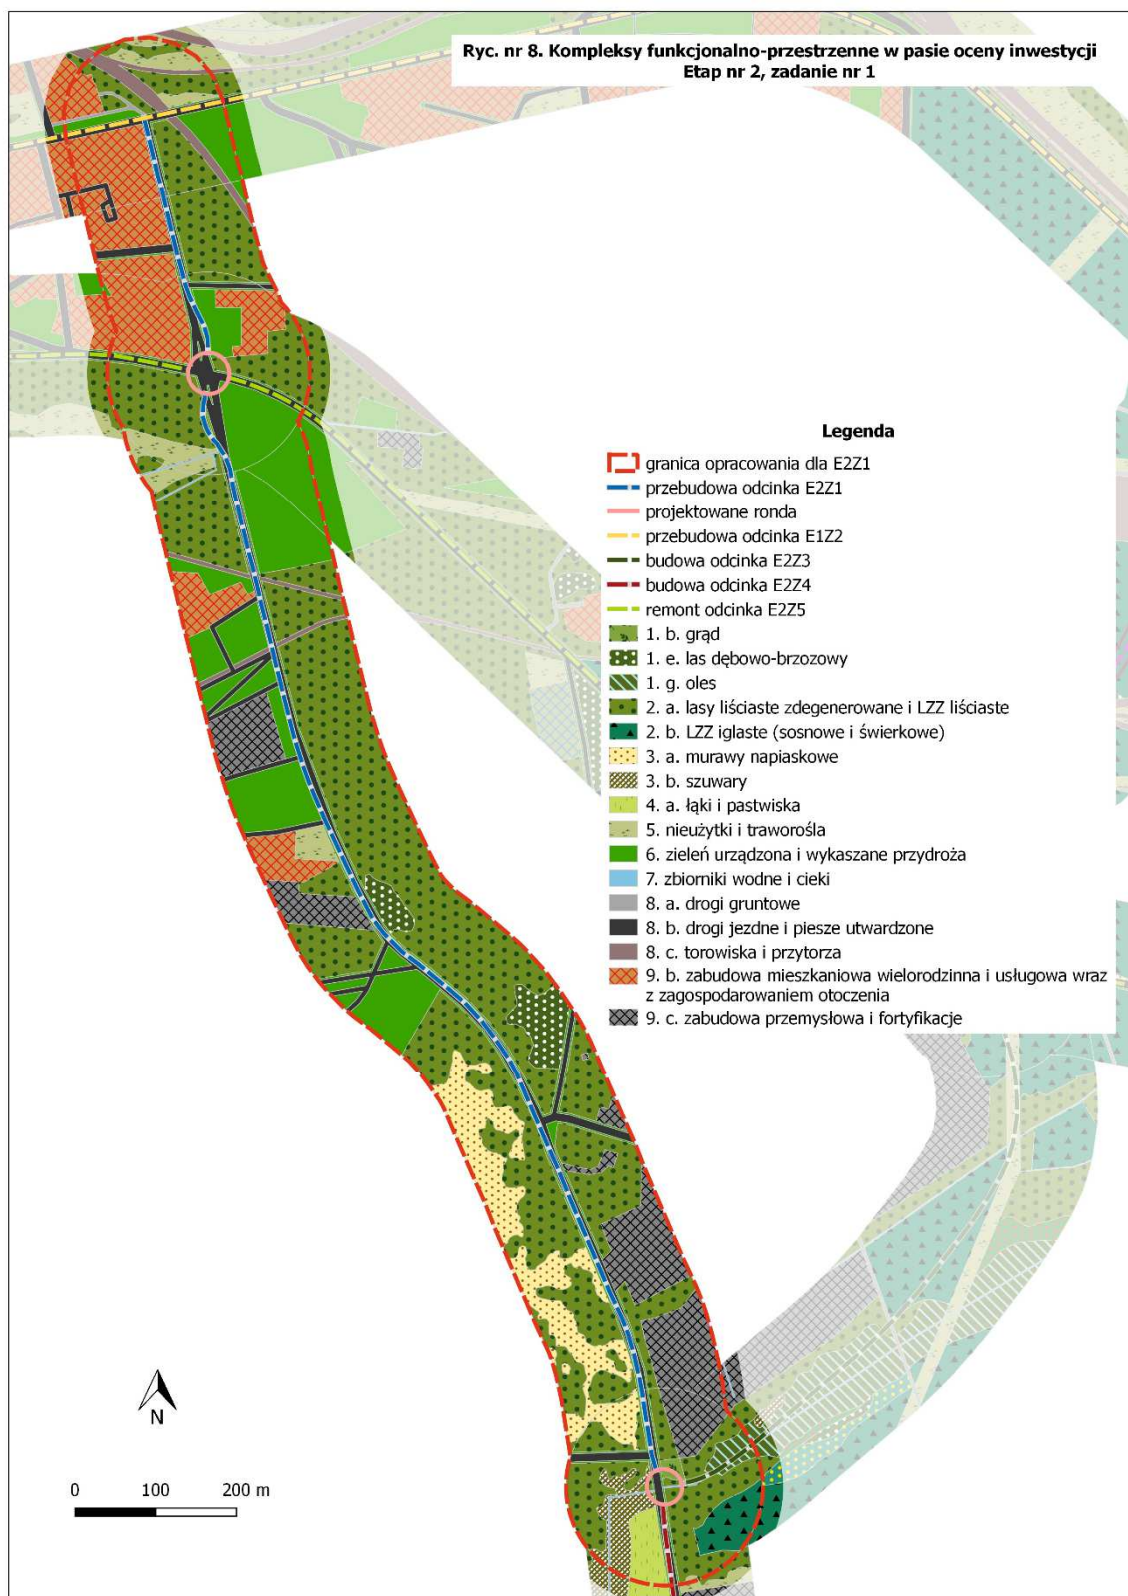 Ryc. nr 8. Kompleksy funkcjonalno-przestrzenne w pasie oceny inwestycji
Etap nr 2, zadanie nr 1
Legenda
granica opracowania dla E2Z1
przebudowa odcinka E2Z1
projektowane ronda
przebudowa odcinka E1Z2
budowa odcinka E2Z3
budowa odcinka E2Z4
remont odcinka E2Z5
1. b. grąd
1. e. las dębowo-brzozowy
1. g. oles
2. a. lasy liściaste zdegenerowane i LZZ liściaste
2. b. LZZ iglaste (sosnowe i świerkowe)
3. a. murawy napiaskowe
3. b. szuwary
4. a. łąki i pastwiska
5. nieużytki i traworośla
6. zieleń urządzona i wykaszane przydroża
7. zbiorniki wodne i cieki
8. a. drogi gruntowe
8. b. drogi jezdne i piesze utwardzone
8. c. torowiska i przytorza
9. b. zabudowa mieszkaniowa wielorodzinna i usługowa wraz
z zagospodarowaniem otoczenia
9. c. zabudowa przemysłowa i fortyfikacje
N
0 100 200 m